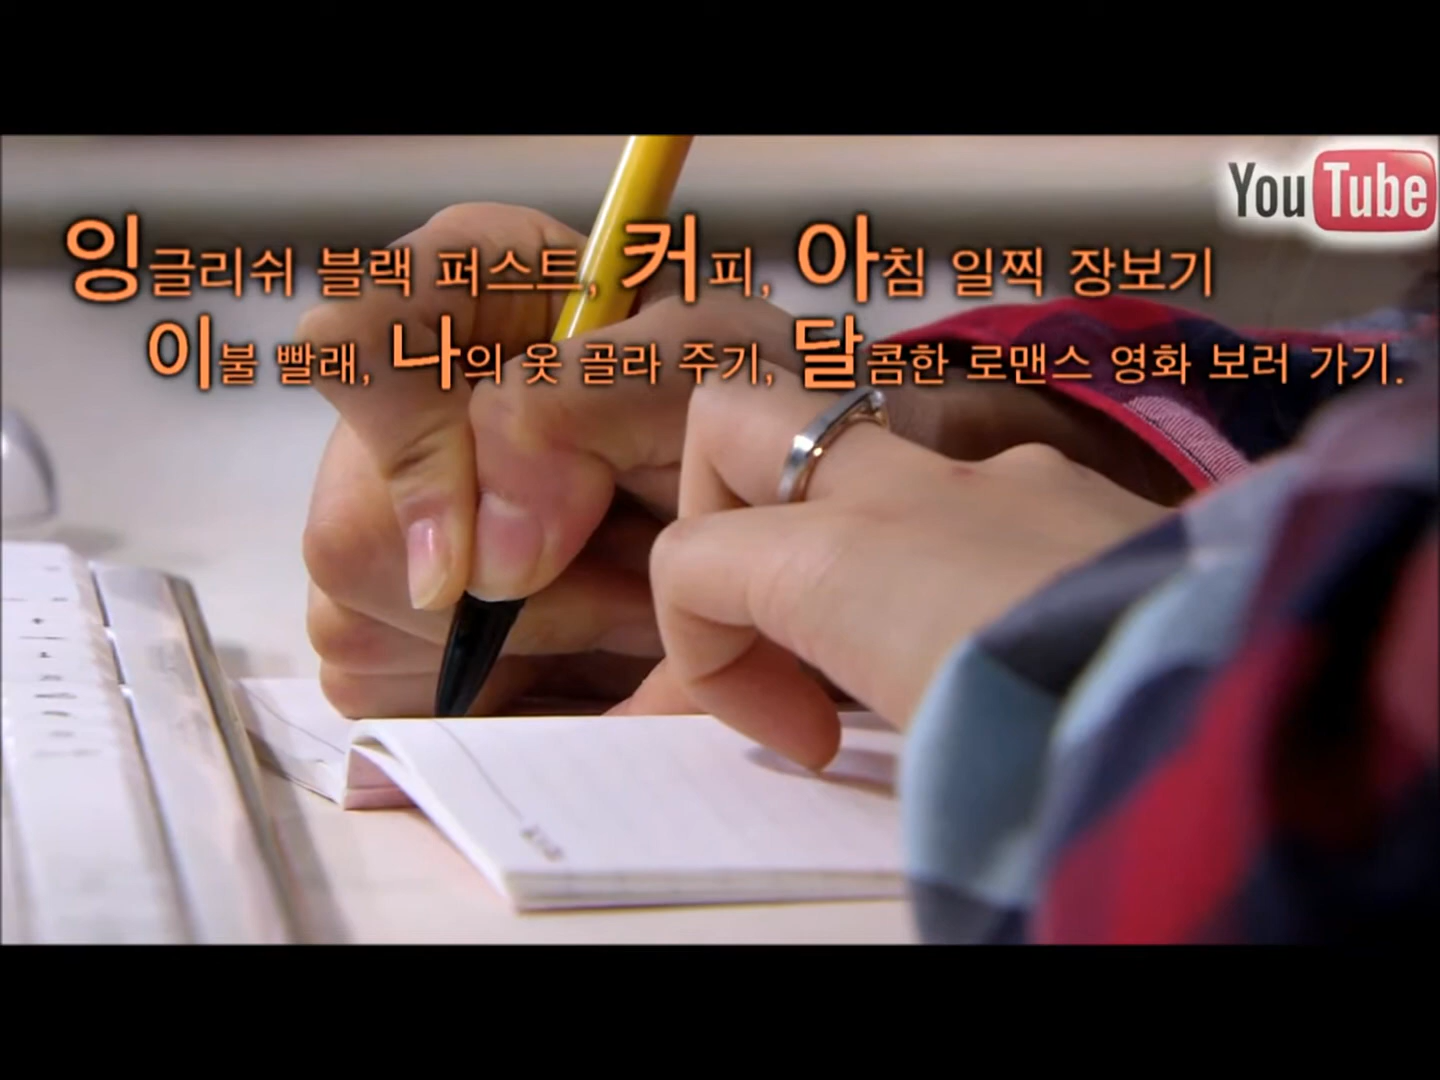 YouTube
잉글리쉬 블랙 퍼스트, 커피, 아침 일찍 장보기
이불 빨래, 나의 옷 골라 주기, 달콤한 로맨스 영화 보러 가기.